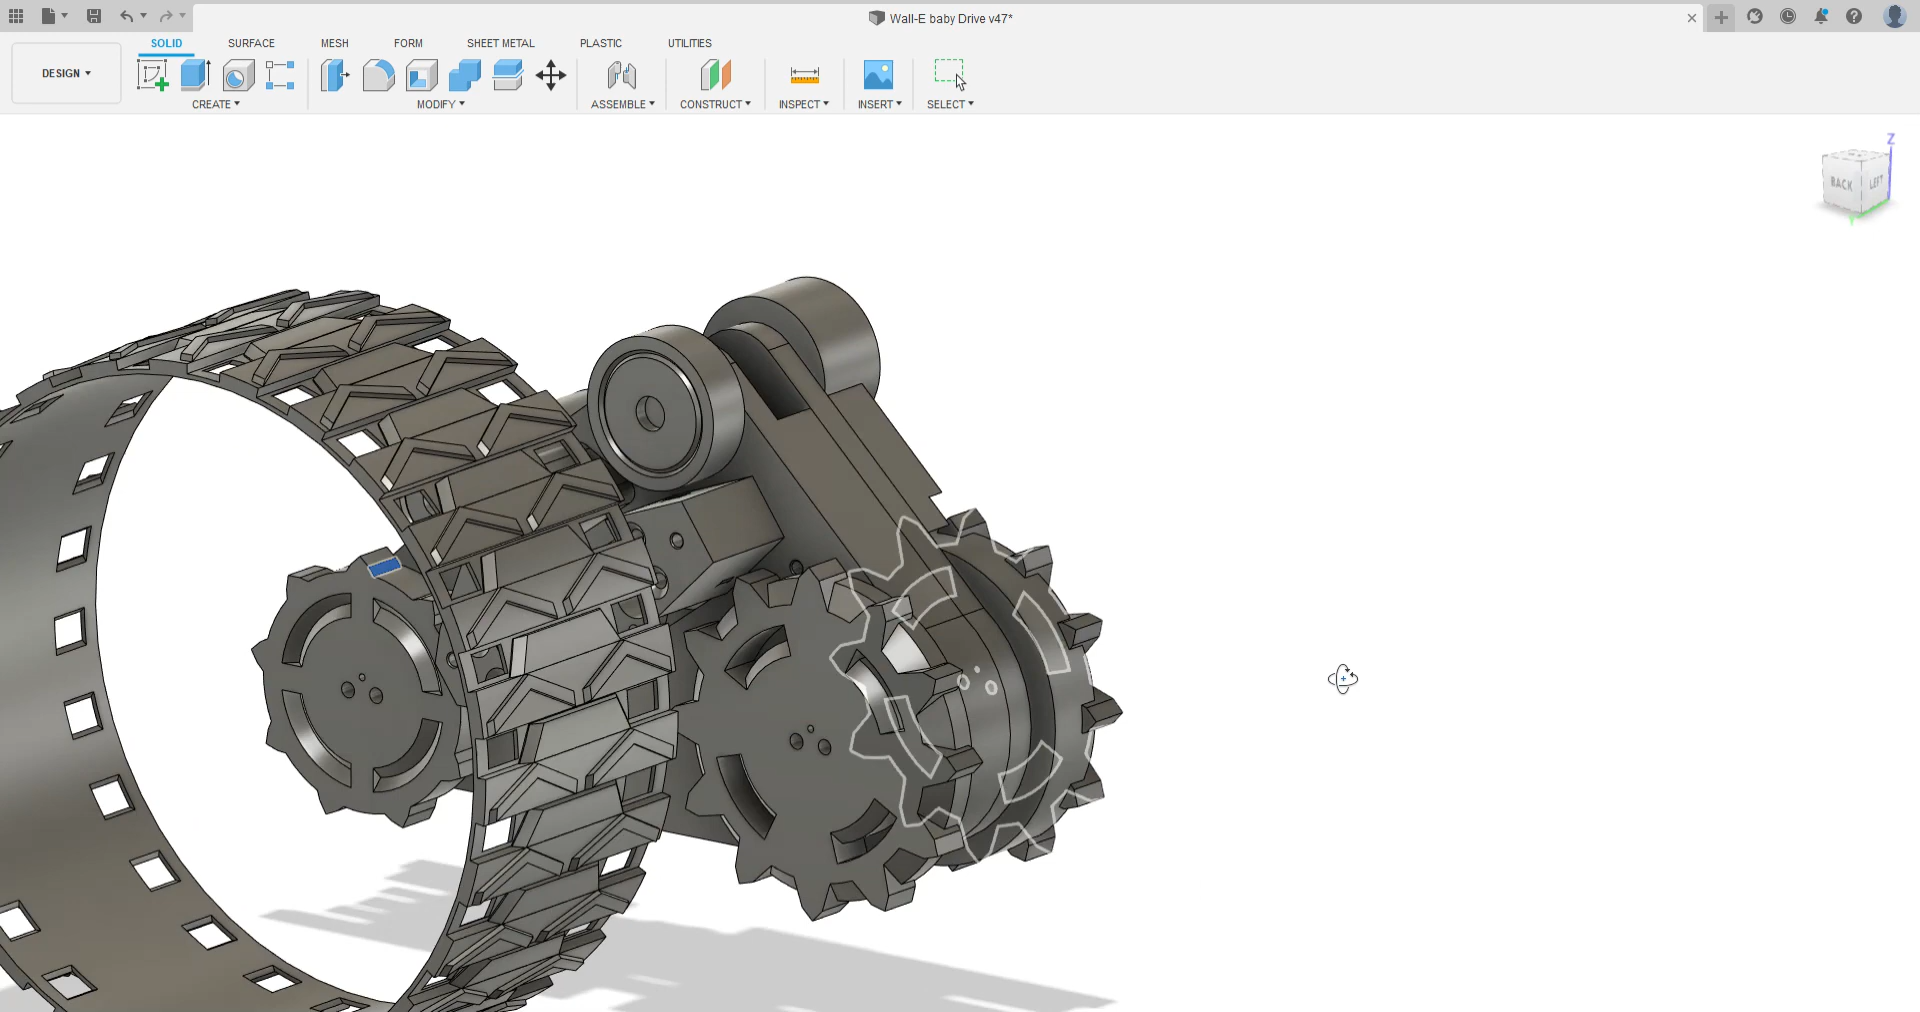 Wall-E baby Drive v47*
SOLID SURFACE MESH FORM SHEET METAL PLASTIC UTILITIES
DESIGN
CREATE MODIFY ASSEMBLE CONSTRUCT INSPECT INSERT SELECT
Z
BACK LEFT
Y